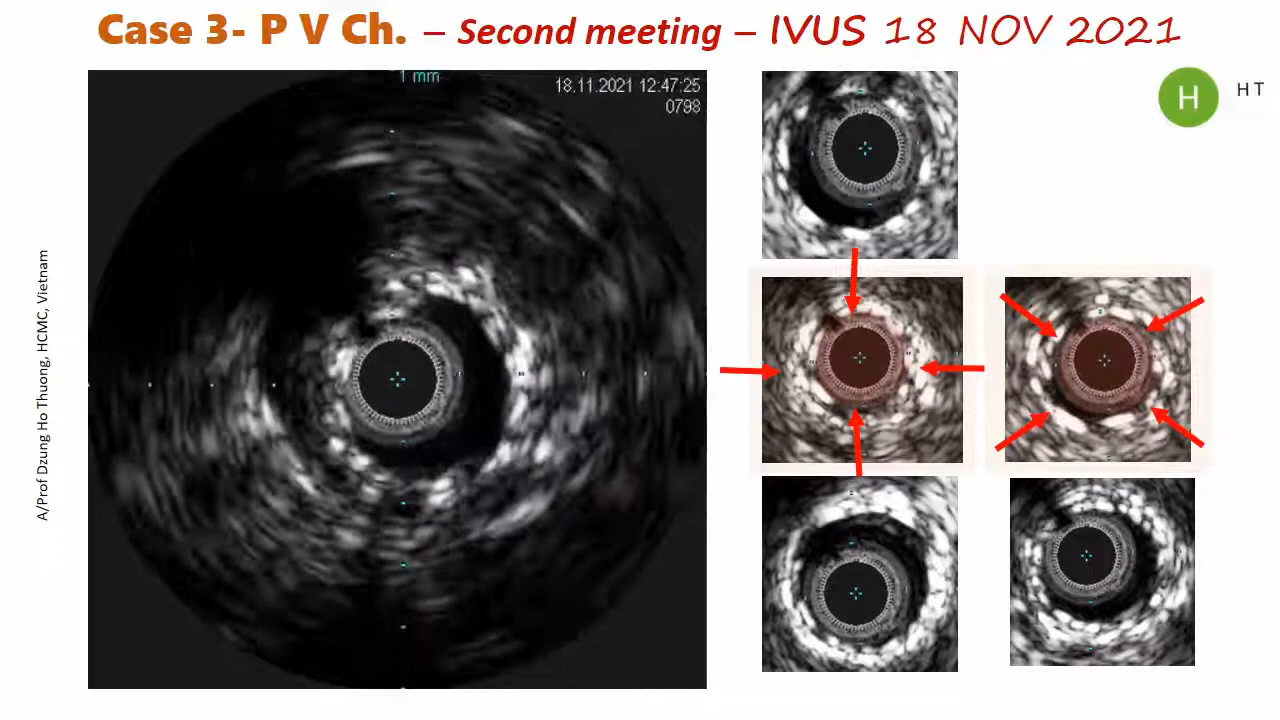 Case 3- P V Ch. – Second meeting – IVUS 18 NOV 2021
1 mm
18.11.2021 12:47:25
0798
H
H T
A/Prof Dzung Ho Thuong, HCMC, Vietnam